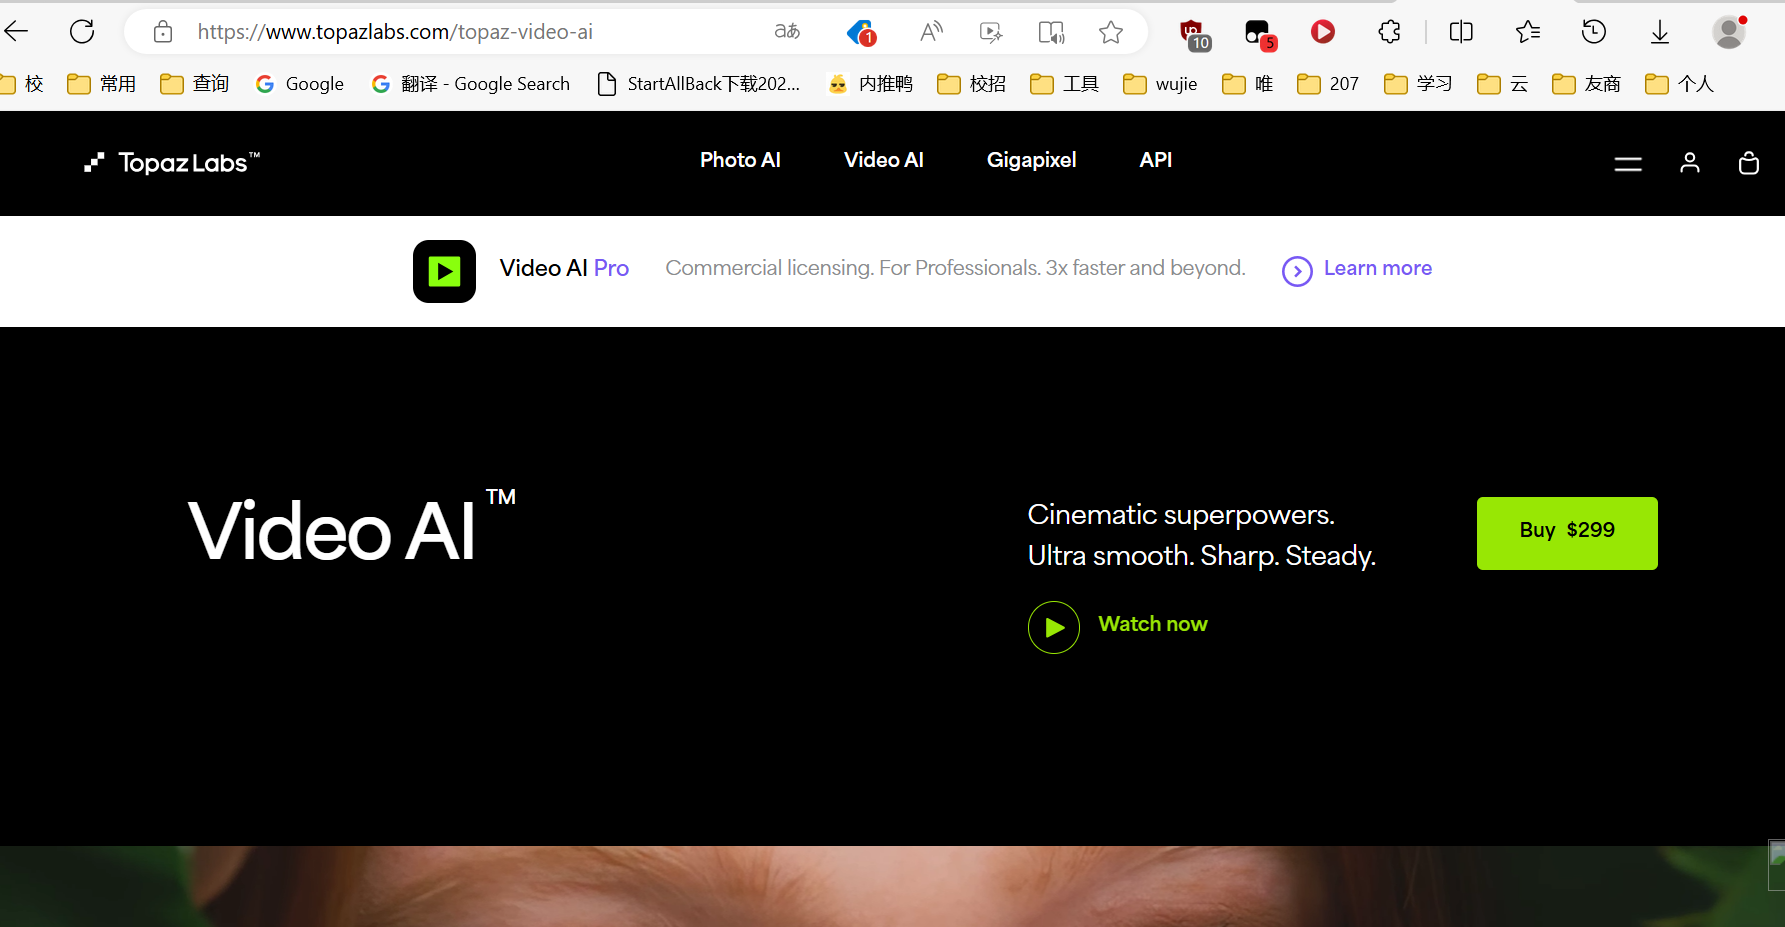 https://www.topazlabs.com/topaz-video-ai
aあ
1
A
10
5
校
常用
查询
Google
翻译 - Google Search
StartAllBack下载202...
内推鸭
校招
工具
wujie
唯
207
学习
云
友商
个人
Topaz Labs™
Photo AI
Video AI
Gigapixel
API
Video AI Pro
Commercial licensing. For Professionals. 3x faster and beyond.
Learn more
Video AI™
Cinematic superpowers.
Ultra smooth. Sharp. Steady.
Buy $299
Watch now